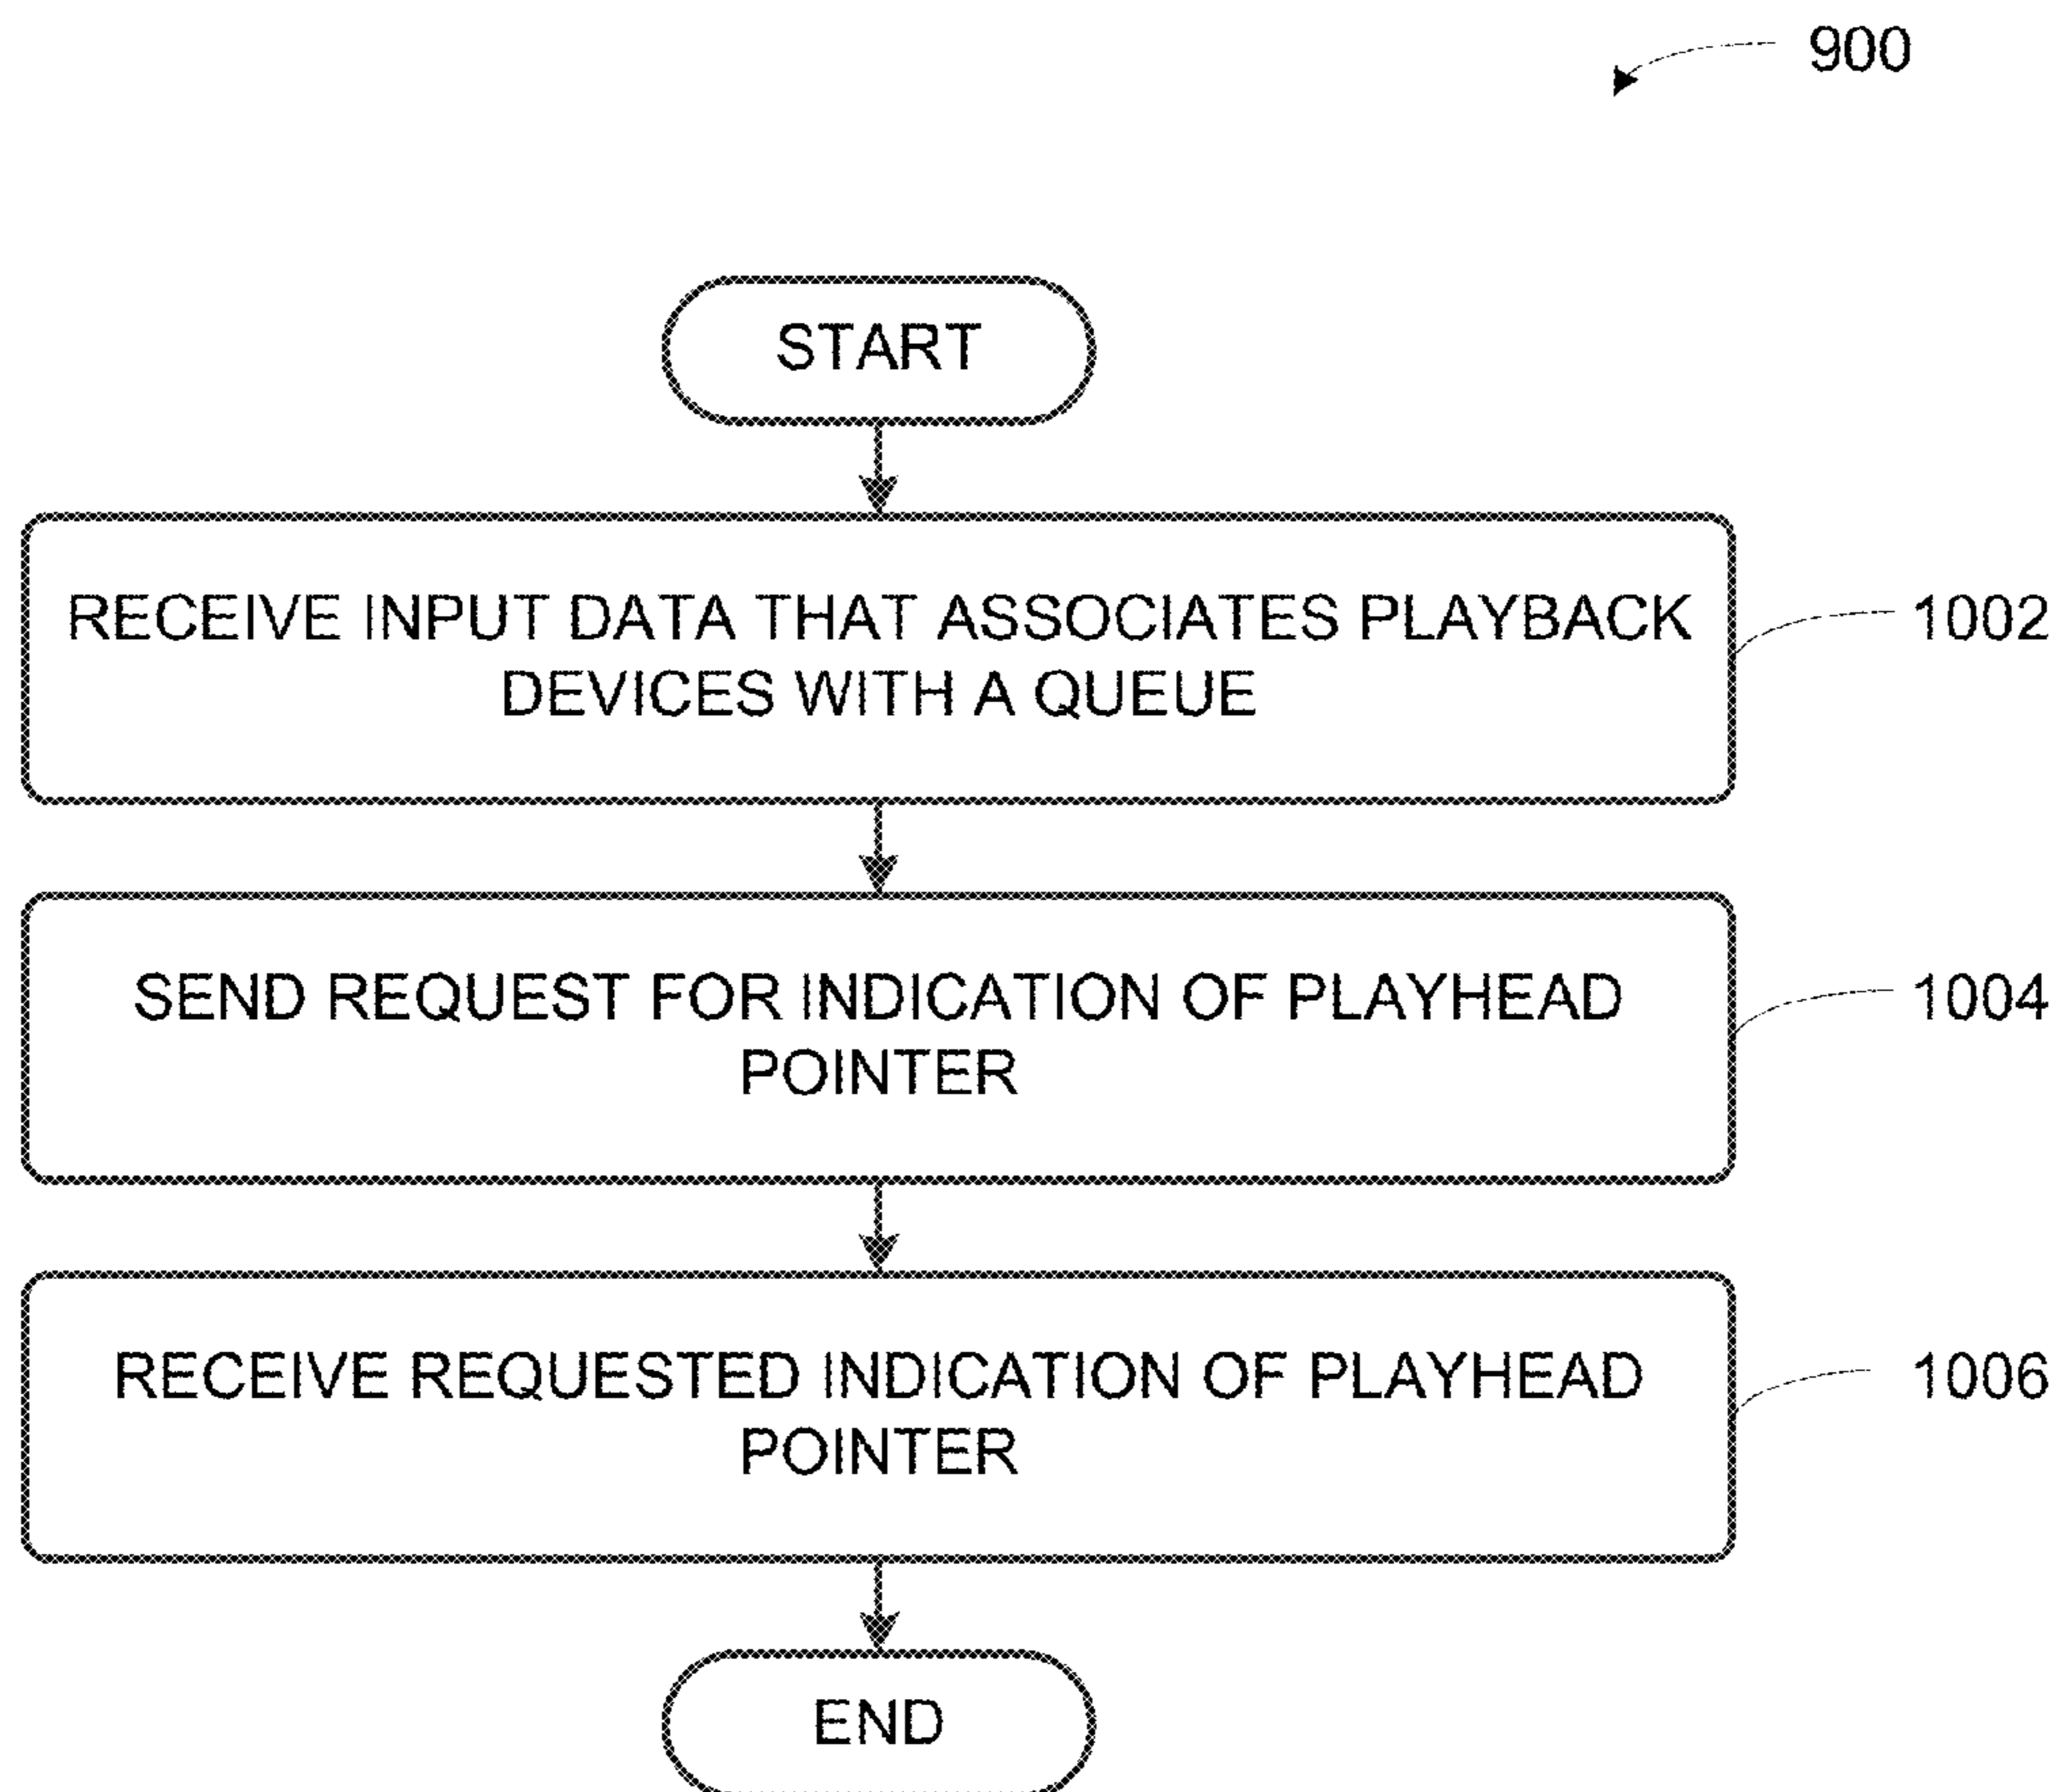 900
START
RECEIVE INPUT DATA THAT ASSOCIATES PLAYBACK
DEVICES WITH A QUEUE
1002
SEND REQUEST FOR INDICATION OF PLAYHEAD
POINTER
1004
RECEIVE REQUESTED INDICATION OF PLAYHEAD
POINTER
1006
END